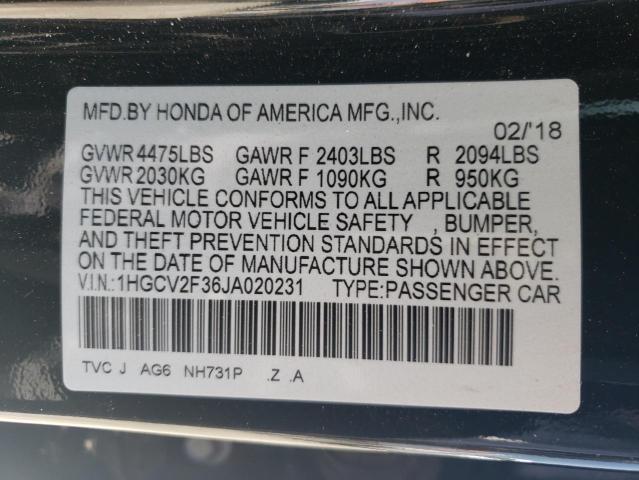 MFD.BY HONDA OF AMERICA MFG.,INC.
02/'18
GVWR 4475LBS GAWR F 2403LBS R 2094LBS
GVWR 2030KG GAWR F 1090KG R 950KG
THIS VEHICLE CONFORMS TO ALL APPLICABLE
FEDERAL MOTOR VEHICLE SAFETY , BUMPER,
AND THEFT PREVENTION STANDARDS IN EFFECT
ON THE DATE OF MANUFACTURE SHOWN ABOVE.
V.I.N.:1HGCV2F36JA020231 TYPE:PASSENGER CAR
TVC J AG6 NH731P .Z .A